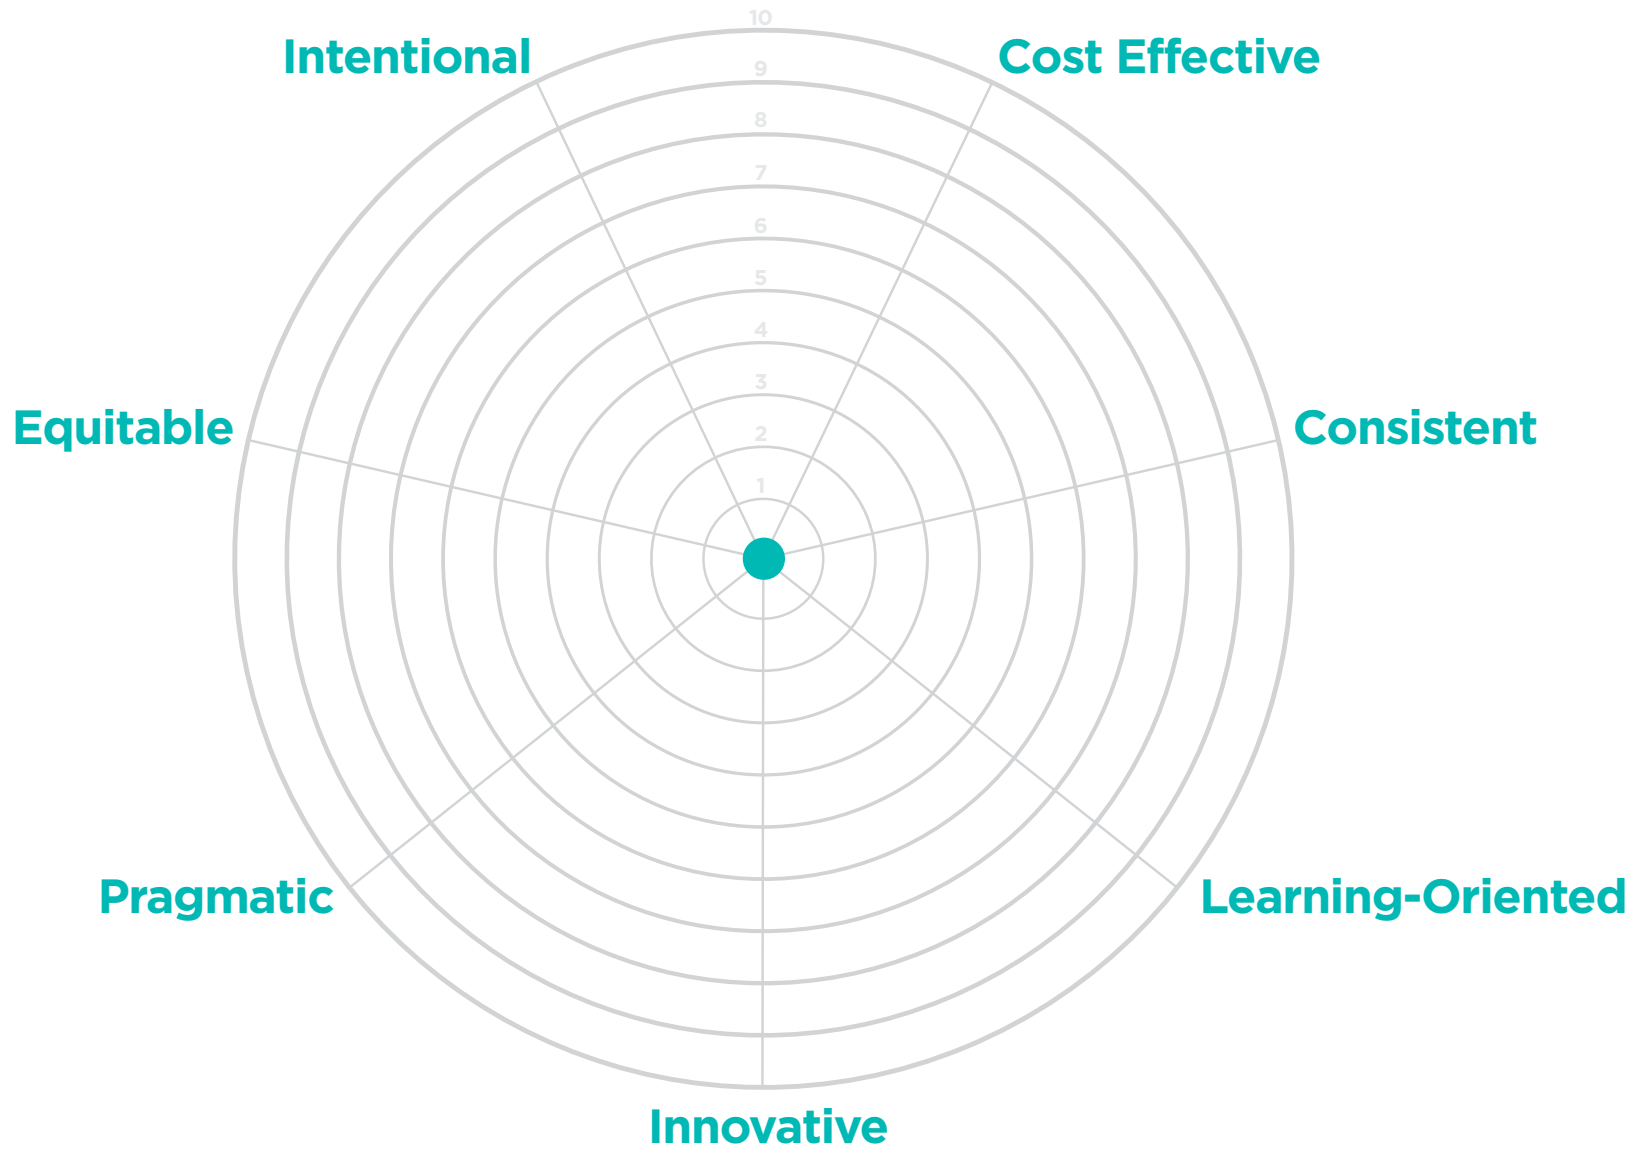 10
Intentional
Cost Effective
9
8
7
6
5
4
3
2
1
Equitable
Consistent
Pragmatic
Learning-Oriented
Innovative